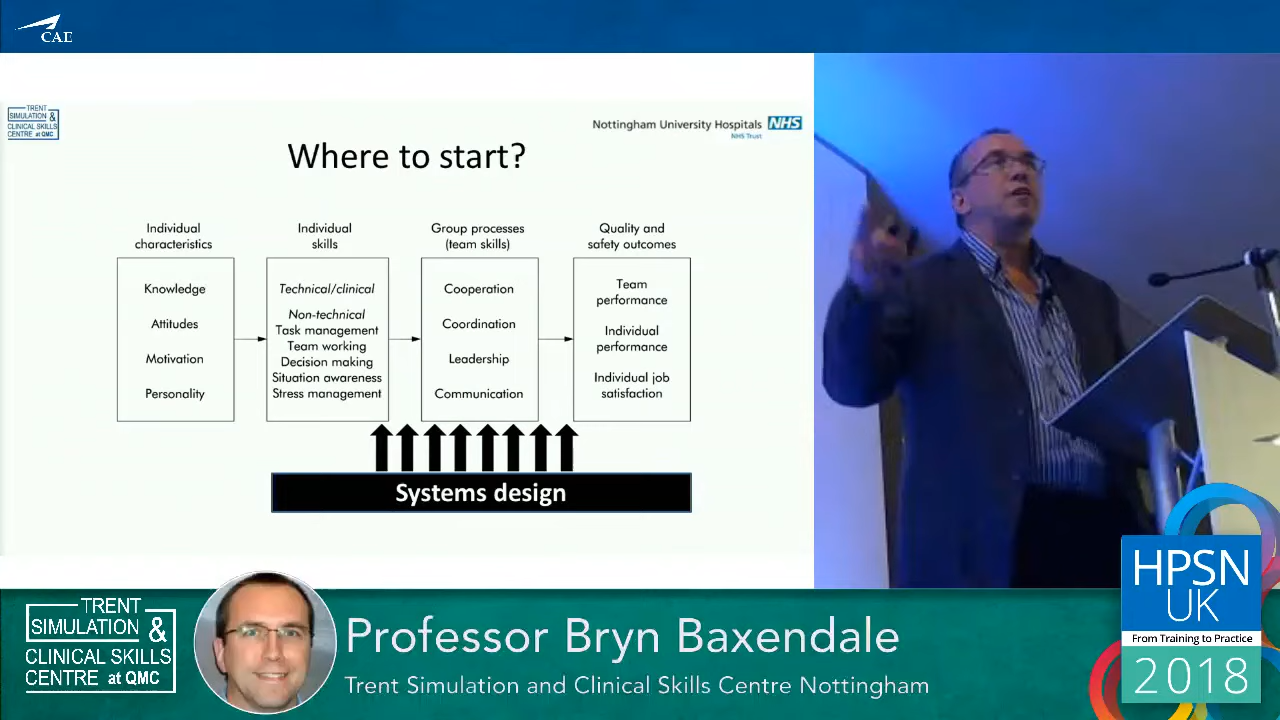 CAE
TRENT
SIMULATION &
CLINICAL SKILLS
CENTRE at QMC
Nottingham University Hospitals NHS
NHS Trust
Where to start?
Individual
characteristics
Knowledge
Attitudes
Motivation
Personality
Individual
skills
Technical/clinical
Non-technical
Task management
Team working
Decision making
Situation awareness
Stress management
Group processes
(team skills)
Cooperation
Coordination
Leadership
Communication
Quality and
safety outcomes
Team
performance
Individual
performance
Individual job
satisfaction
Systems design
TRENT
SIMULATION &
CLINICAL SKILLS
CENTRE at QMC
Professor Bryn Baxendale
Trent Simulation and Clinical Skills Centre Nottingham
HPSN
UK
From Training to Practice
2018